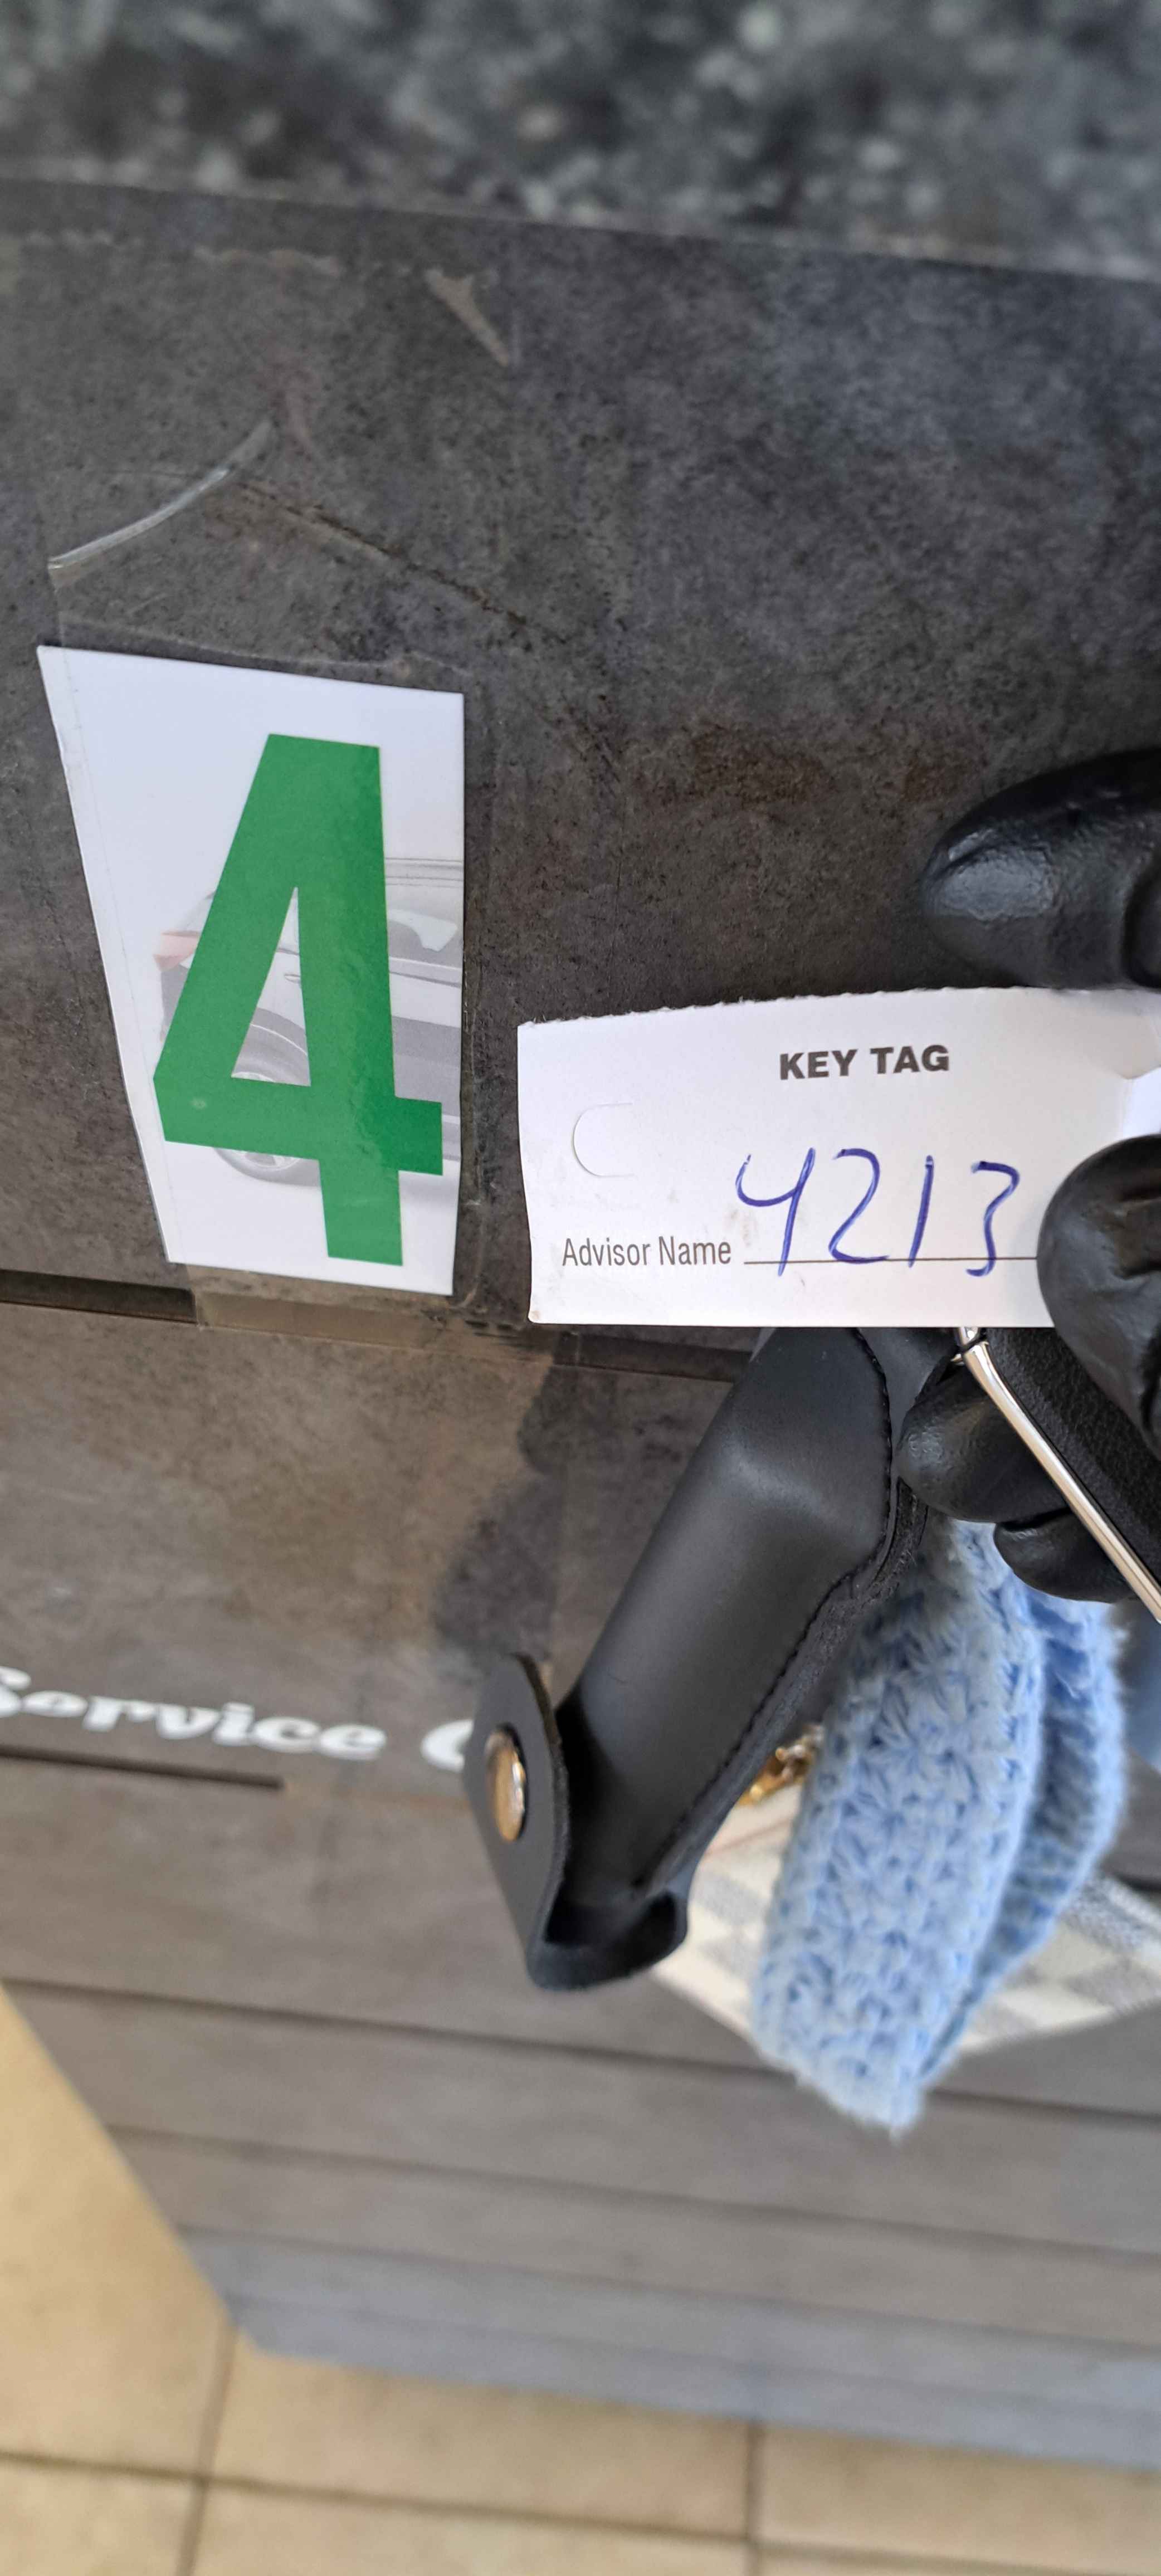 4
KEY TAG
4213
Advisor Name
Service